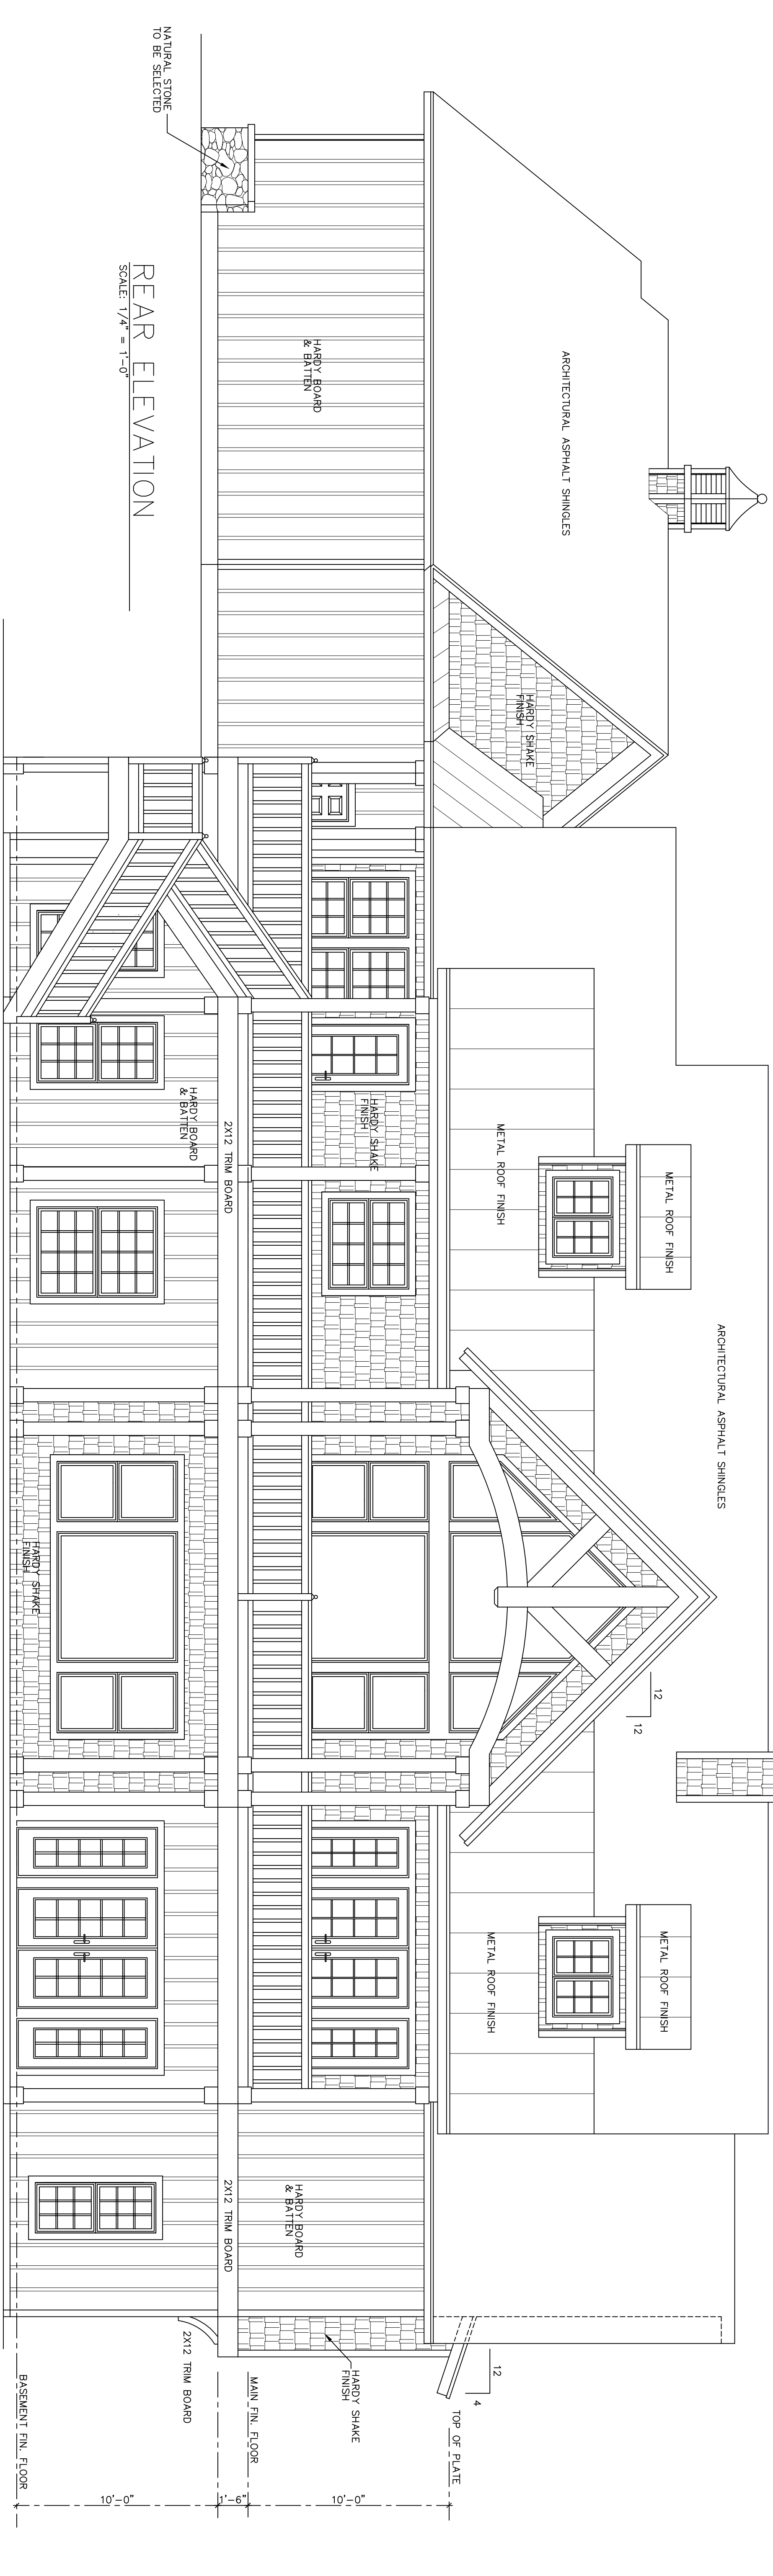 ARCHITECTURAL ASPHALT SHINGLES
ARCHITECTURAL ASPHALT SHINGLES
METAL ROOF FINISH
METAL ROOF FINISH
METAL ROOF FINISH
METAL ROOF FINISH
12
12
12
4
HARDY SHAKE
FINISH
HARDY BOARD
& BATTEN
HARDY SHAKE
FINISH
2X12 TRIM BOARD
HARDY BOARD
& BATTEN
HARDY SHAKE
FINISH
HARDY BOARD
& BATTEN
2X12 TRIM BOARD
HARDY SHAKE
FINISH
2X12 TRIM BOARD
TOP OF PLATE
10'-0"
MAIN FIN. FLOOR
1'-6"
10'-0"
BASEMENT FIN. FLOOR
NATURAL STONE
TO BE SELECTED
REAR ELEVATION
SCALE: 1/4" = 1'-0"